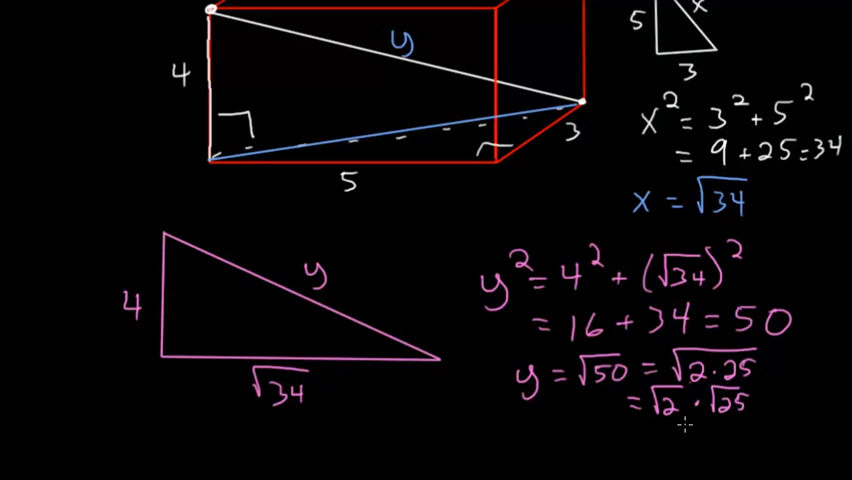 y
4
5
3
5
x
3
x² = 3² + 5²
= 9 + 25 = 34
x = √34
4
y
√34
y² = 4² + (√34)²
= 16 + 34 = 50
y = √50 = √2·25
= √2 · √25